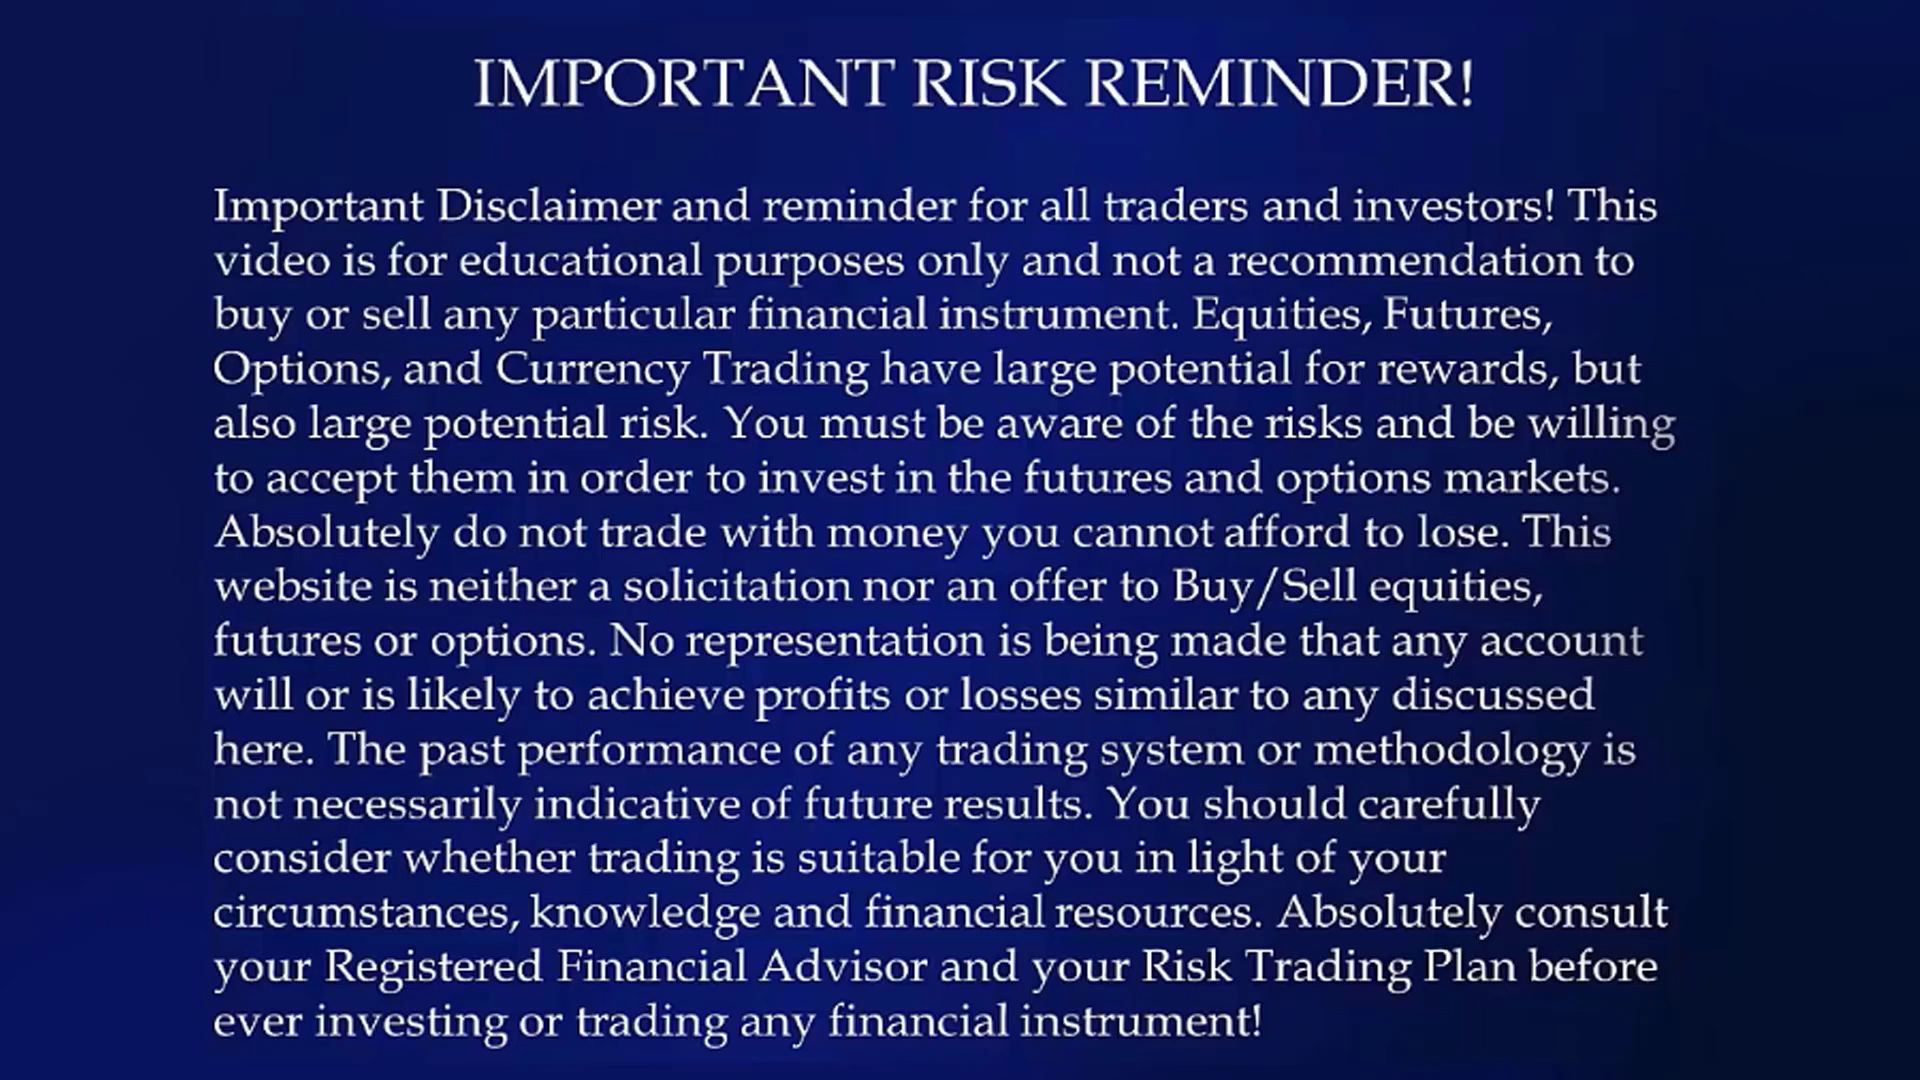 IMPORTANT RISK REMINDER!
Important Disclaimer and reminder for all traders and investors! This
video is for educational purposes only and not a recommendation to
buy or sell any particular financial instrument. Equities, Futures,
Options, and Currency Trading have large potential for rewards, but
also large potential risk. You must be aware of the risks and be willing
to accept them in order to invest in the futures and options markets.
Absolutely do not trade with money you cannot afford to lose. This
website is neither a solicitation nor an offer to Buy/Sell equities,
futures or options. No representation is being made that any account
will or is likely to achieve profits or losses similar to any discussed
here. The past performance of any trading system or methodology is
not necessarily indicative of future results. You should carefully
consider whether trading is suitable for you in light of your
circumstances, knowledge and financial resources. Absolutely consult
your Registered Financial Advisor and your Risk Trading Plan before
ever investing or trading any financial instrument!